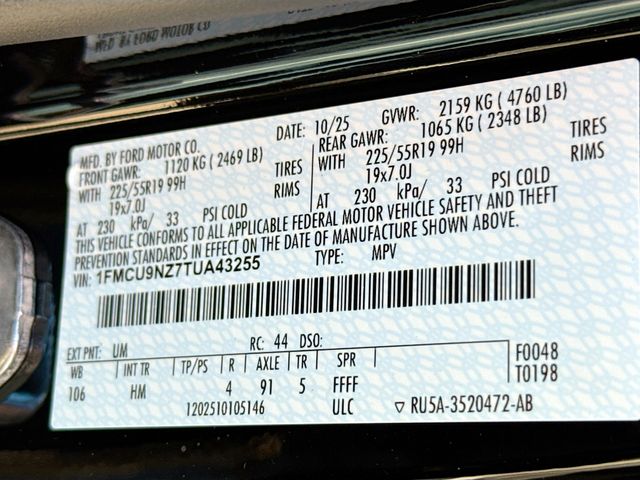 MFD. BY FORD MOTOR CO
MFD. BY FORD MOTOR CO.
DATE: 10/25
GVWR: 2159 KG ( 4760 LB)
FRONT GAWR: 1120 KG ( 2469 LB)
REAR GAWR: 1065 KG ( 2348 LB)
WITH 225/55R19 99H TIRES
WITH 225/55R19 99H TIRES
19x7.0J RIMS
19x7.0J RIMS
AT 230 kPa/ 33 PSI COLD
AT 230 kPa/ 33 PSI COLD
THIS VEHICLE CONFORMS TO ALL APPLICABLE FEDERAL MOTOR VEHICLE SAFETY AND THEFT
PREVENTION STANDARDS IN EFFECT ON THE DATE OF MANUFACTURE SHOWN ABOVE.
VIN: 1FMCU9NZ7TUA43255
TYPE: MPV
EXT PNT: UM RC: 44 DSO:
WB INT TR TP/PS R AXLE TR SPR
106 HM 4 91 5 FFFF
1202510105146 ULC
F0048
T0198
▽ RU5A-3520472-AB